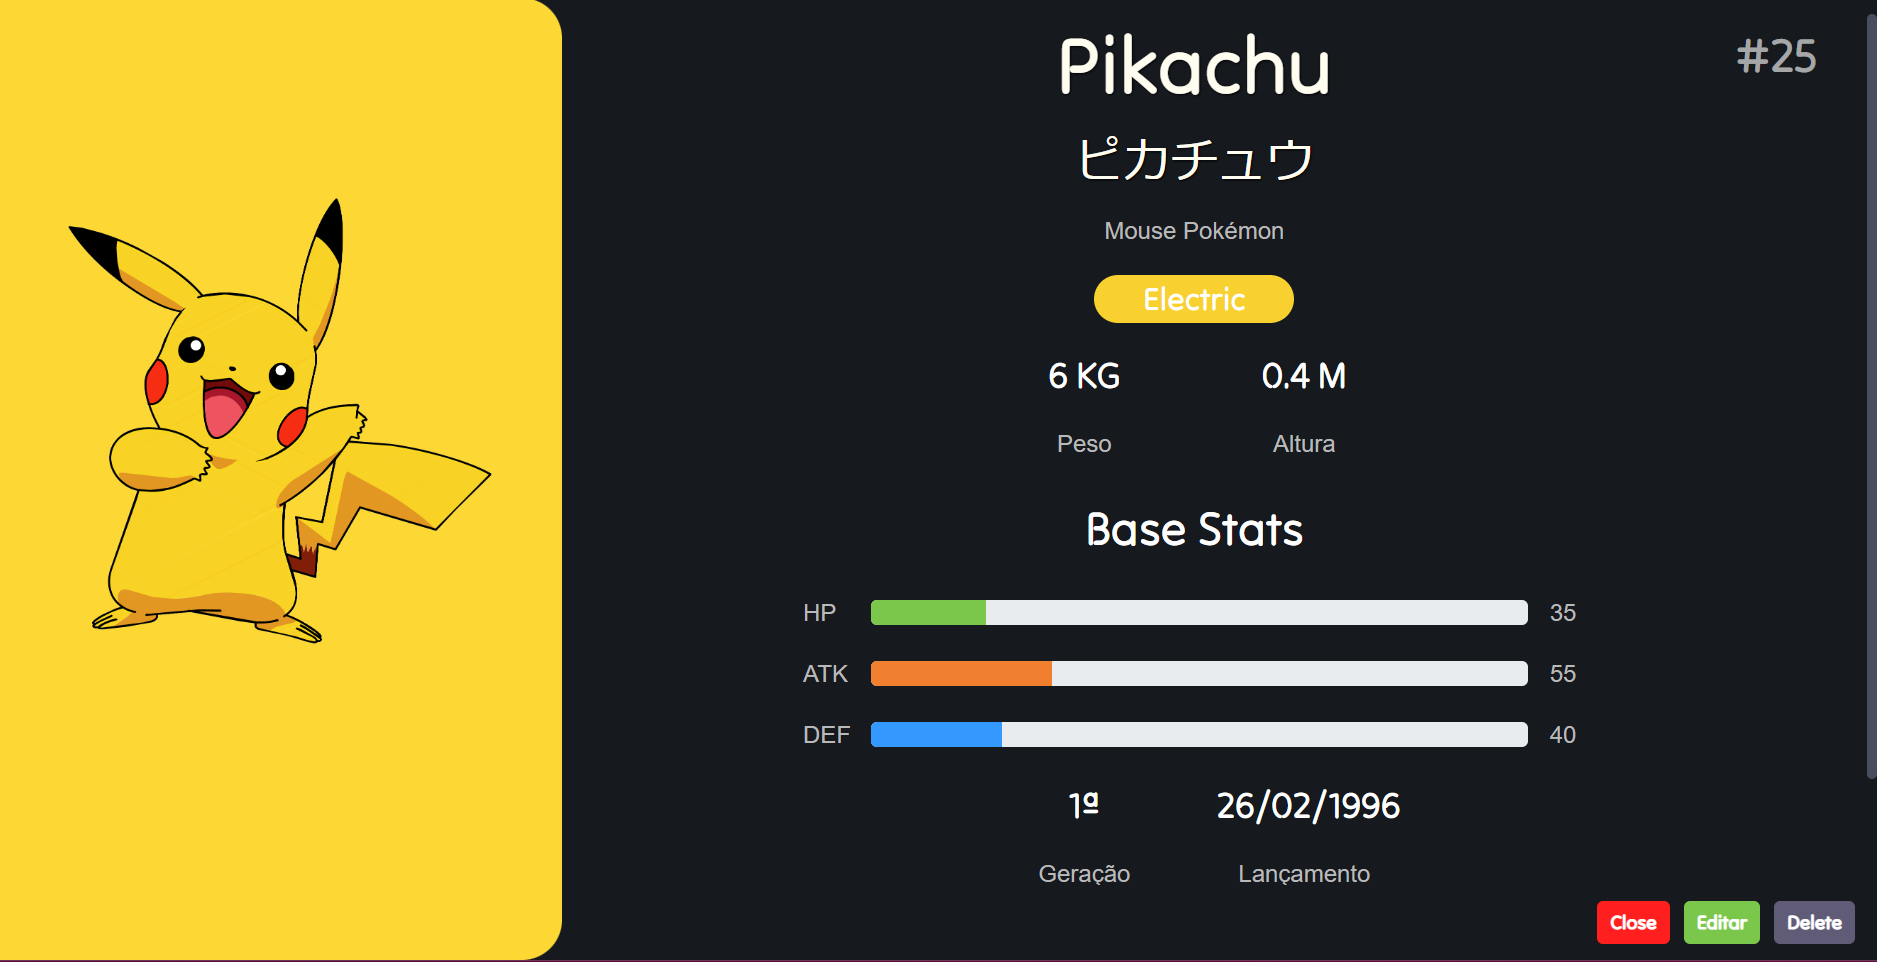 Pikachu
#25
ピカチュウ
Mouse Pokémon
Electric
6 KG 0.4 M
Peso Altura
Base Stats
HP 35
ATK 55
DEF 40
1ª 26/02/1996
Geração Lançamento
Close Editar Delete